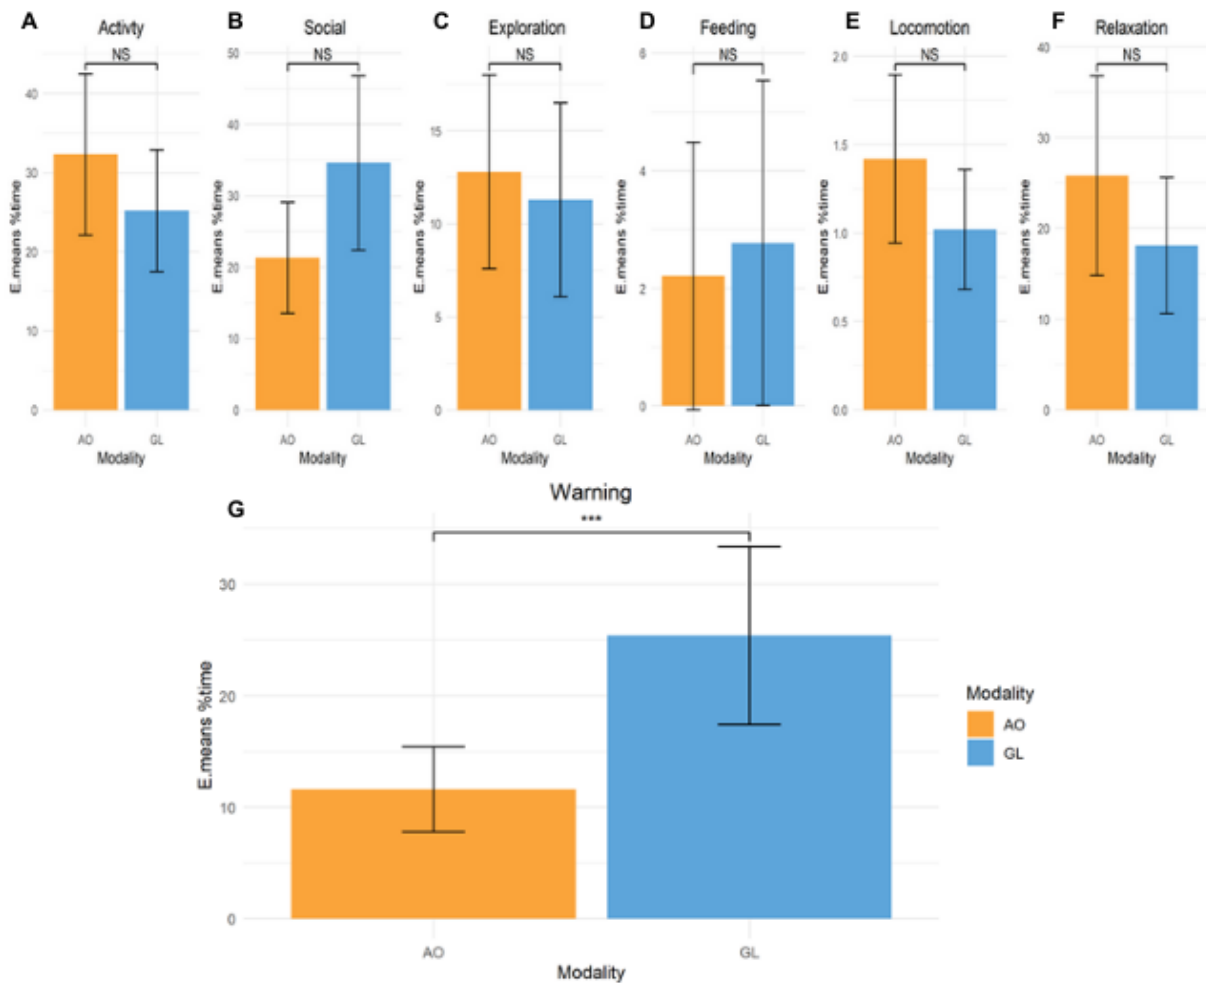 A Activty
NS
E.means %time
40
30
20
10
0
AO GL
Modality
B Social
NS
E.means %time
50
40
30
20
10
0
AO GL
Modality
C Exploration
NS
E.means %time
15
10
5
0
AO GL
Modality
D Feeding
NS
E.means %time
6
4
2
0
AO GL
Modality
E Locomotion
NS
E.means %time
2.0
1.5
1.0
0.5
0.0
AO GL
Modality
F Relaxation
NS
E.means %time
40
30
20
10
0
AO GL
Modality
G Warning
***
E.means %time
30
20
10
0
AO GL
Modality
Modality
AO
GL